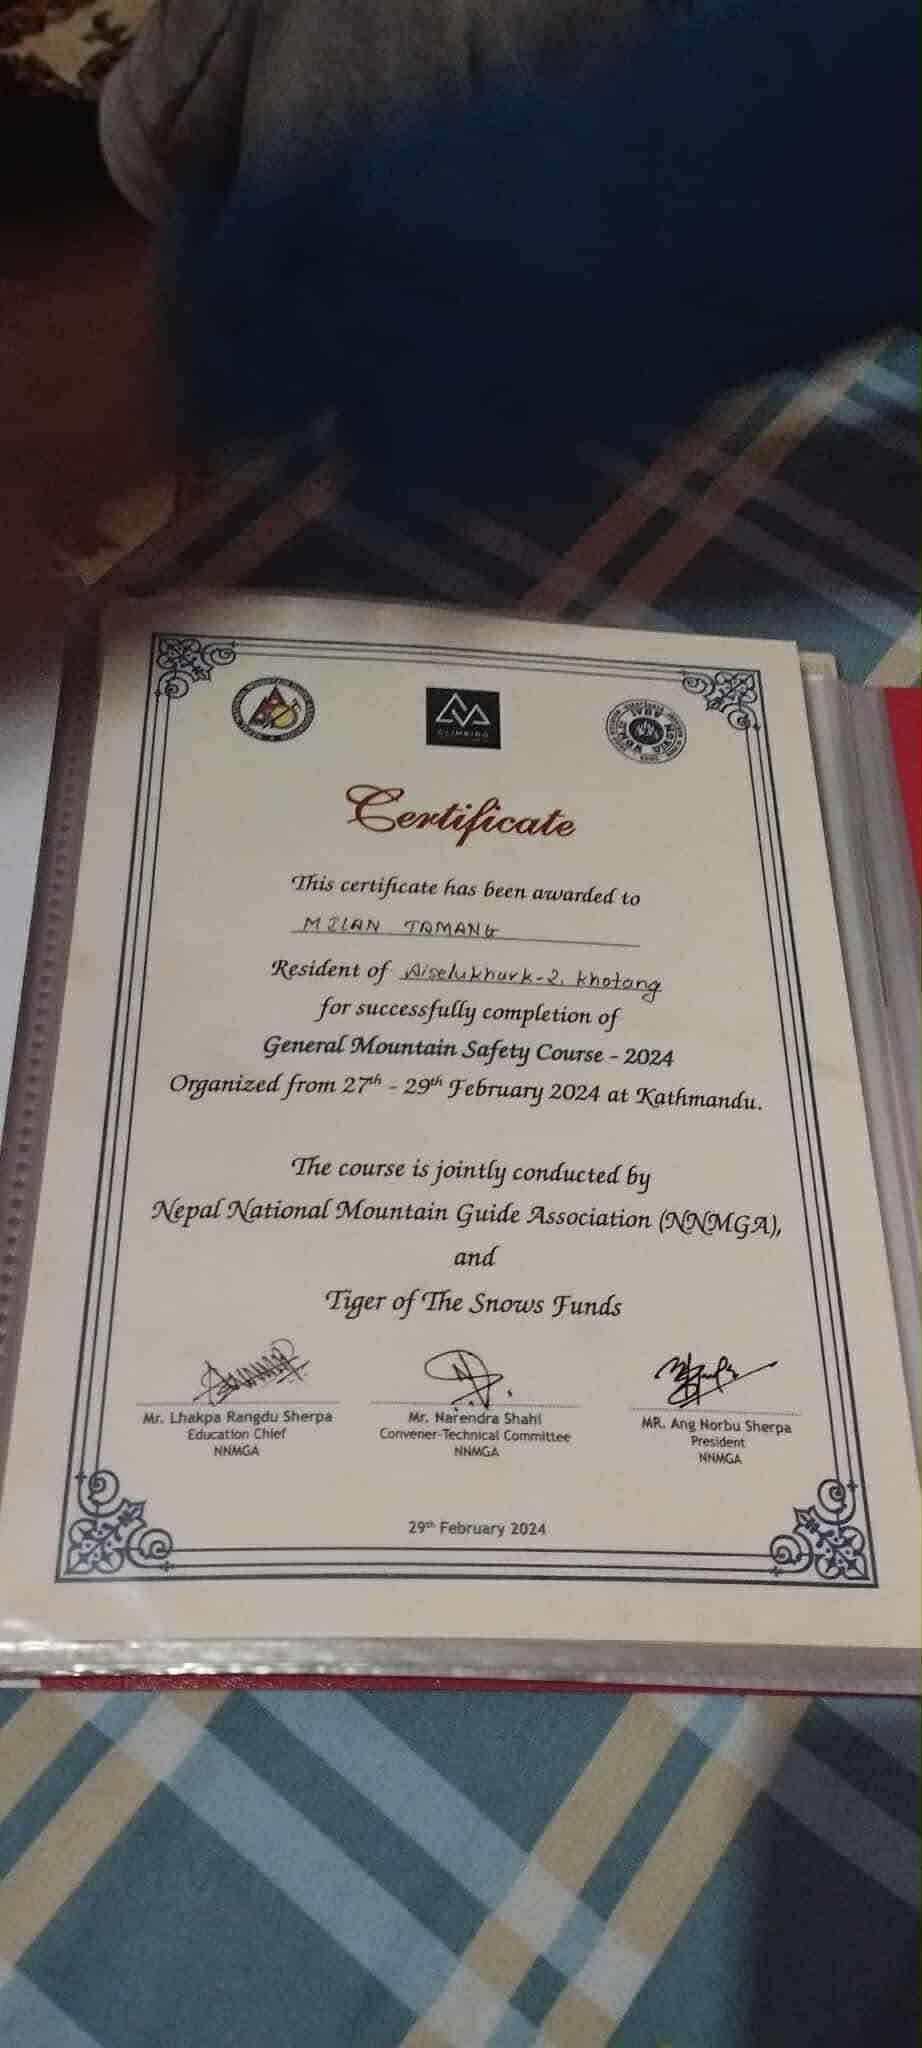 CLIMBING
Certificate
This certificate has been awarded to
MILAN TAMANG
Resident of Aiselukhark-2, Khotang
for successfully completion of
General Mountain Safety Course - 2024
Organized from 27th - 29th February 2024 at Kathmandu.
The course is jointly conducted by
Nepal National Mountain Guide Association (NNMGA),
and
Tiger of The Snows Funds
Mr. Lhakpa Rangdu Sherpa
Education Chief
NNMGA
Mr. Narendra Shahi
Convener-Technical Committee
NNMGA
MR. Ang Norbu Sherpa
President
NNMGA
29th February 2024